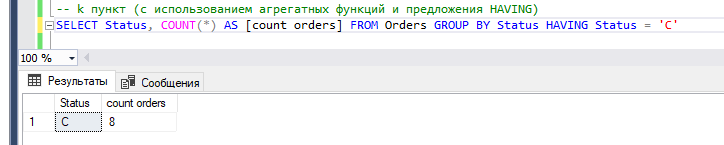 -- k пункт (с использованием агрегатных функций и предложения HAVING)
SELECT Status, COUNT(*) AS [count orders] FROM Orders GROUP BY Status HAVING Status = 'C'
100 %
Результаты Сообщения
Status count orders
1 C 8